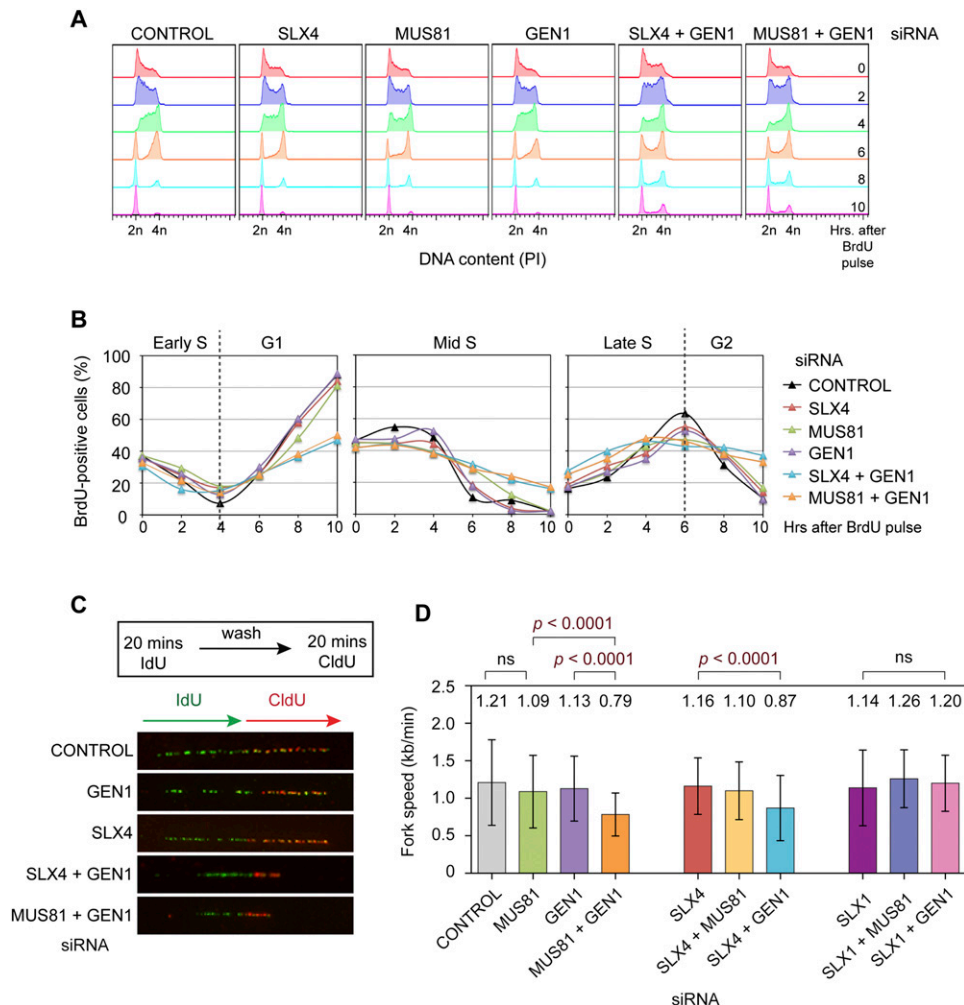 A
CONTROL SLX4 MUS81 GEN1 SLX4 + GEN1 MUS81 + GEN1 siRNA
0
2
4
6
8
10
2n 4n 2n 4n 2n 4n 2n 4n 2n 4n 2n 4n Hrs. after
BrdU
pulse
DNA content (PI)
B
Early S G1 Mid S Late S G2
BrdU-positive cells (%)
100
80
60
40
20
0
0 2 4 6 8 10 0 2 4 6 8 10 0 2 4 6 8 10
siRNA
CONTROL
SLX4
MUS81
GEN1
SLX4 + GEN1
MUS81 + GEN1
Hrs after BrdU pulse
C
20 mins wash 20 mins
IdU CldU
IdU CldU
CONTROL
GEN1
SLX4
SLX4 + GEN1
MUS81 + GEN1
siRNA
D
p < 0.0001
ns p < 0.0001 p < 0.0001 ns
Fork speed (kb/min)
2.5
2.0
1.5
1.0
0.5
0
1.21 1.09 1.13 0.79 1.16 1.10 0.87 1.14 1.26 1.20
CONTROL
MUS81
GEN1
MUS81 + GEN1
SLX4
SLX4 + MUS81
SLX4 + GEN1
SLX1
SLX1 + MUS81
SLX1 + GEN1
siRNA